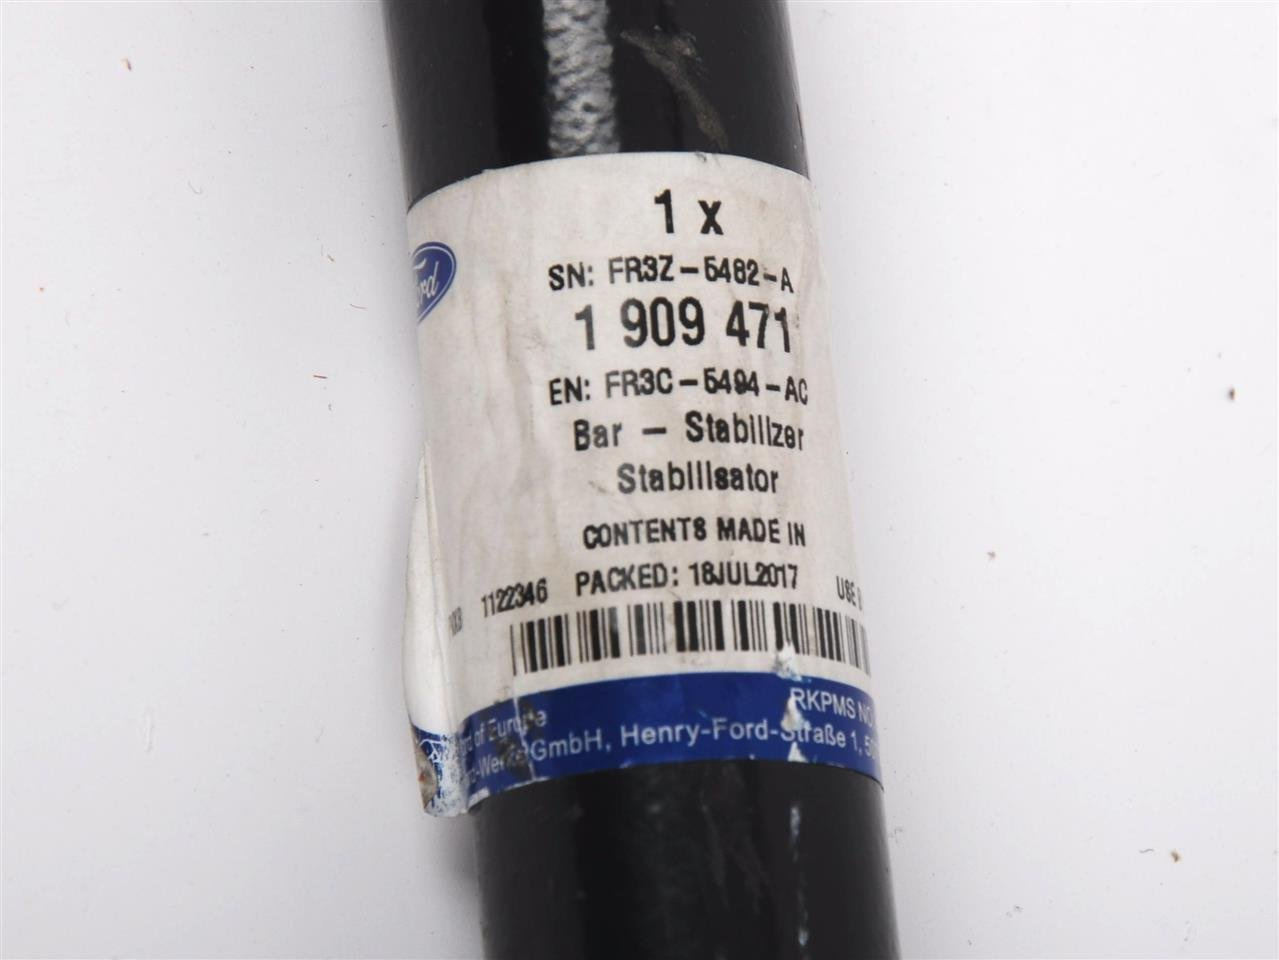 1 x
Ford
SN: FR3Z-5482-A
1 909 471
EN: FR3C-5494-AC
Bar - Stabilizer
Stabilisator
CONTENTS MADE IN
1122346 PACKED: 18JUL2017 USE
of Europe RKPMS NO
GmbH, Henry-Ford-Straße 1,